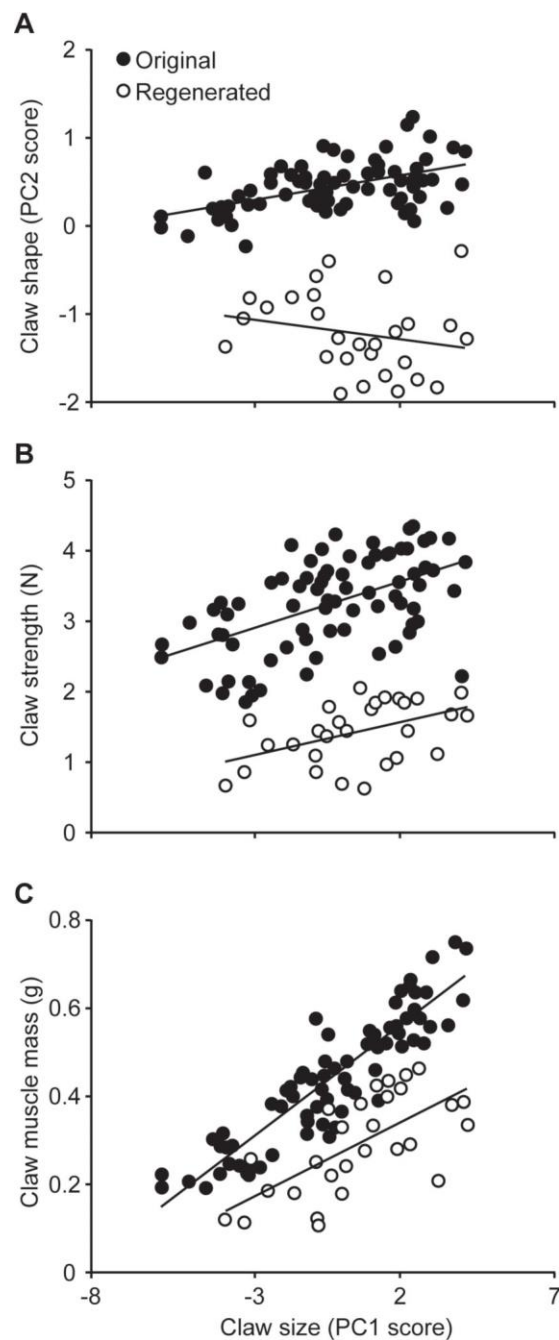 A
2
● Original
○ Regenerated
1
0
-1
-2
Claw shape (PC2 score)
B
5
4
3
2
1
0
Claw strength (N)
C
0.8
0.6
0.4
0.2
0
Claw muscle mass (g)
-8
-3
2
7
Claw size (PC1 score)